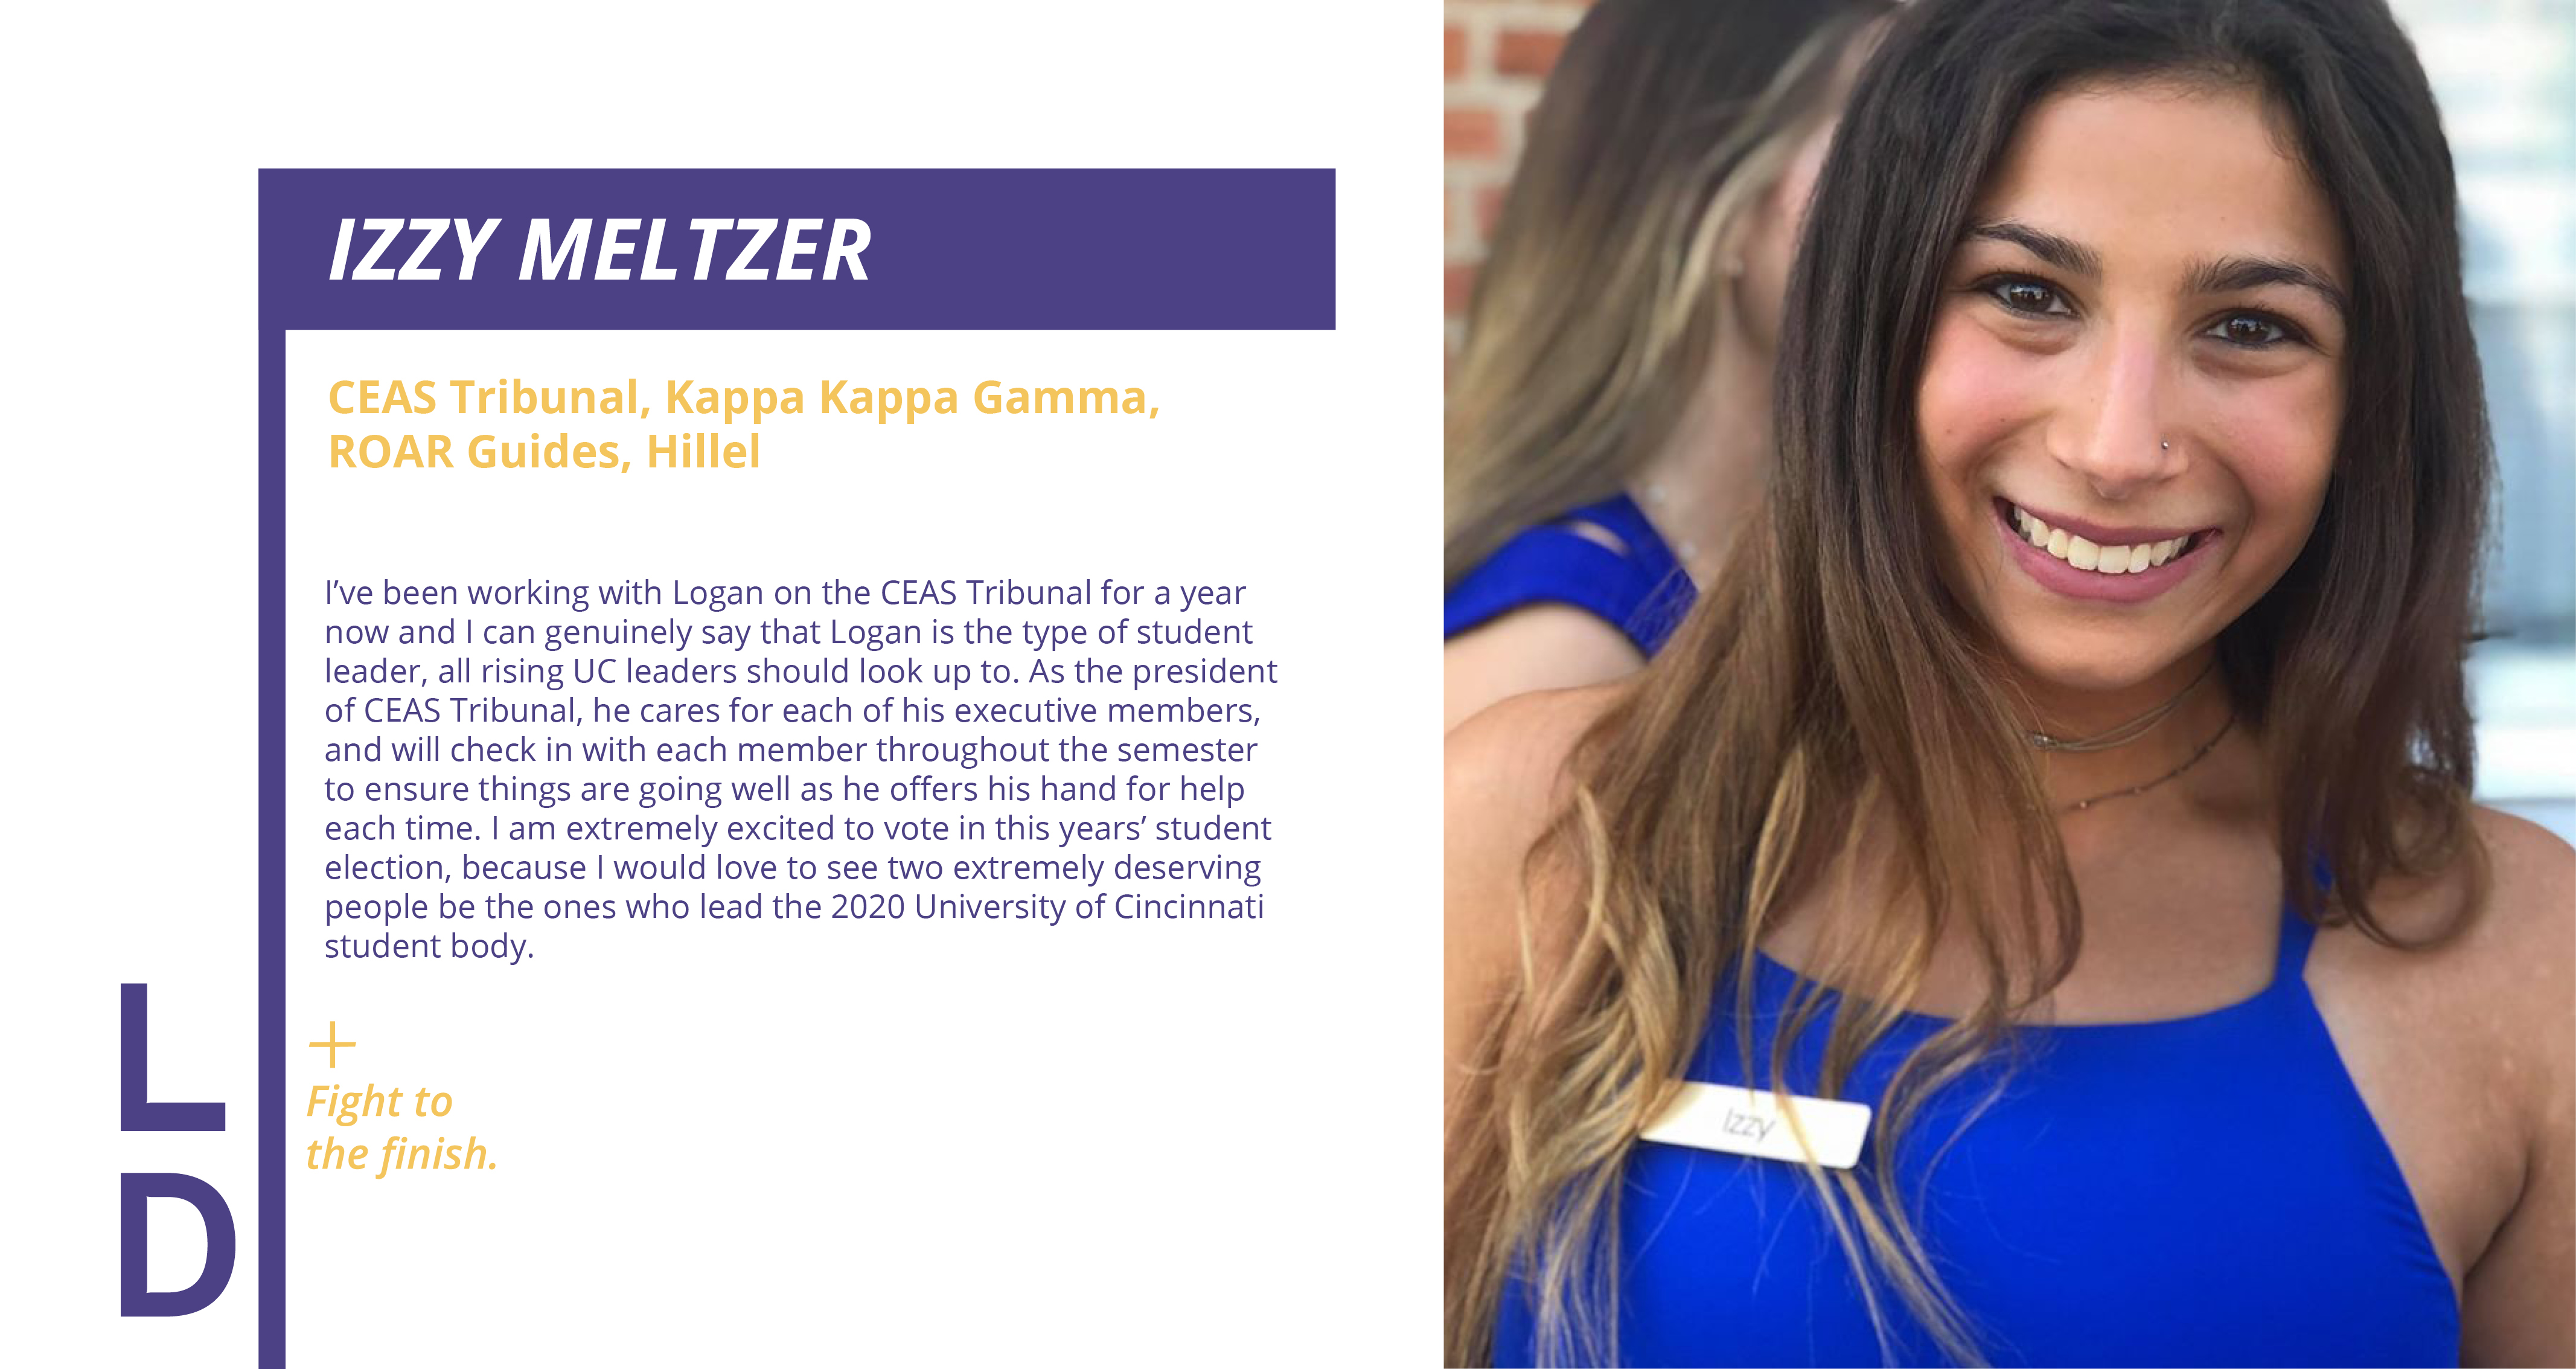 IZZY MELTZER
CEAS Tribunal, Kappa Kappa Gamma,
ROAR Guides, Hillel
I’ve been working with Logan on the CEAS Tribunal for a year
now and I can genuinely say that Logan is the type of student
leader, all rising UC leaders should look up to. As the president
of CEAS Tribunal, he cares for each of his executive members,
and will check in with each member throughout the semester
to ensure things are going well as he offers his hand for help
each time. I am extremely excited to vote in this years’ student
election, because I would love to see two extremely deserving
people be the ones who lead the 2020 University of Cincinnati
student body.
L
D
+
Fight to
the finish.
Izzy